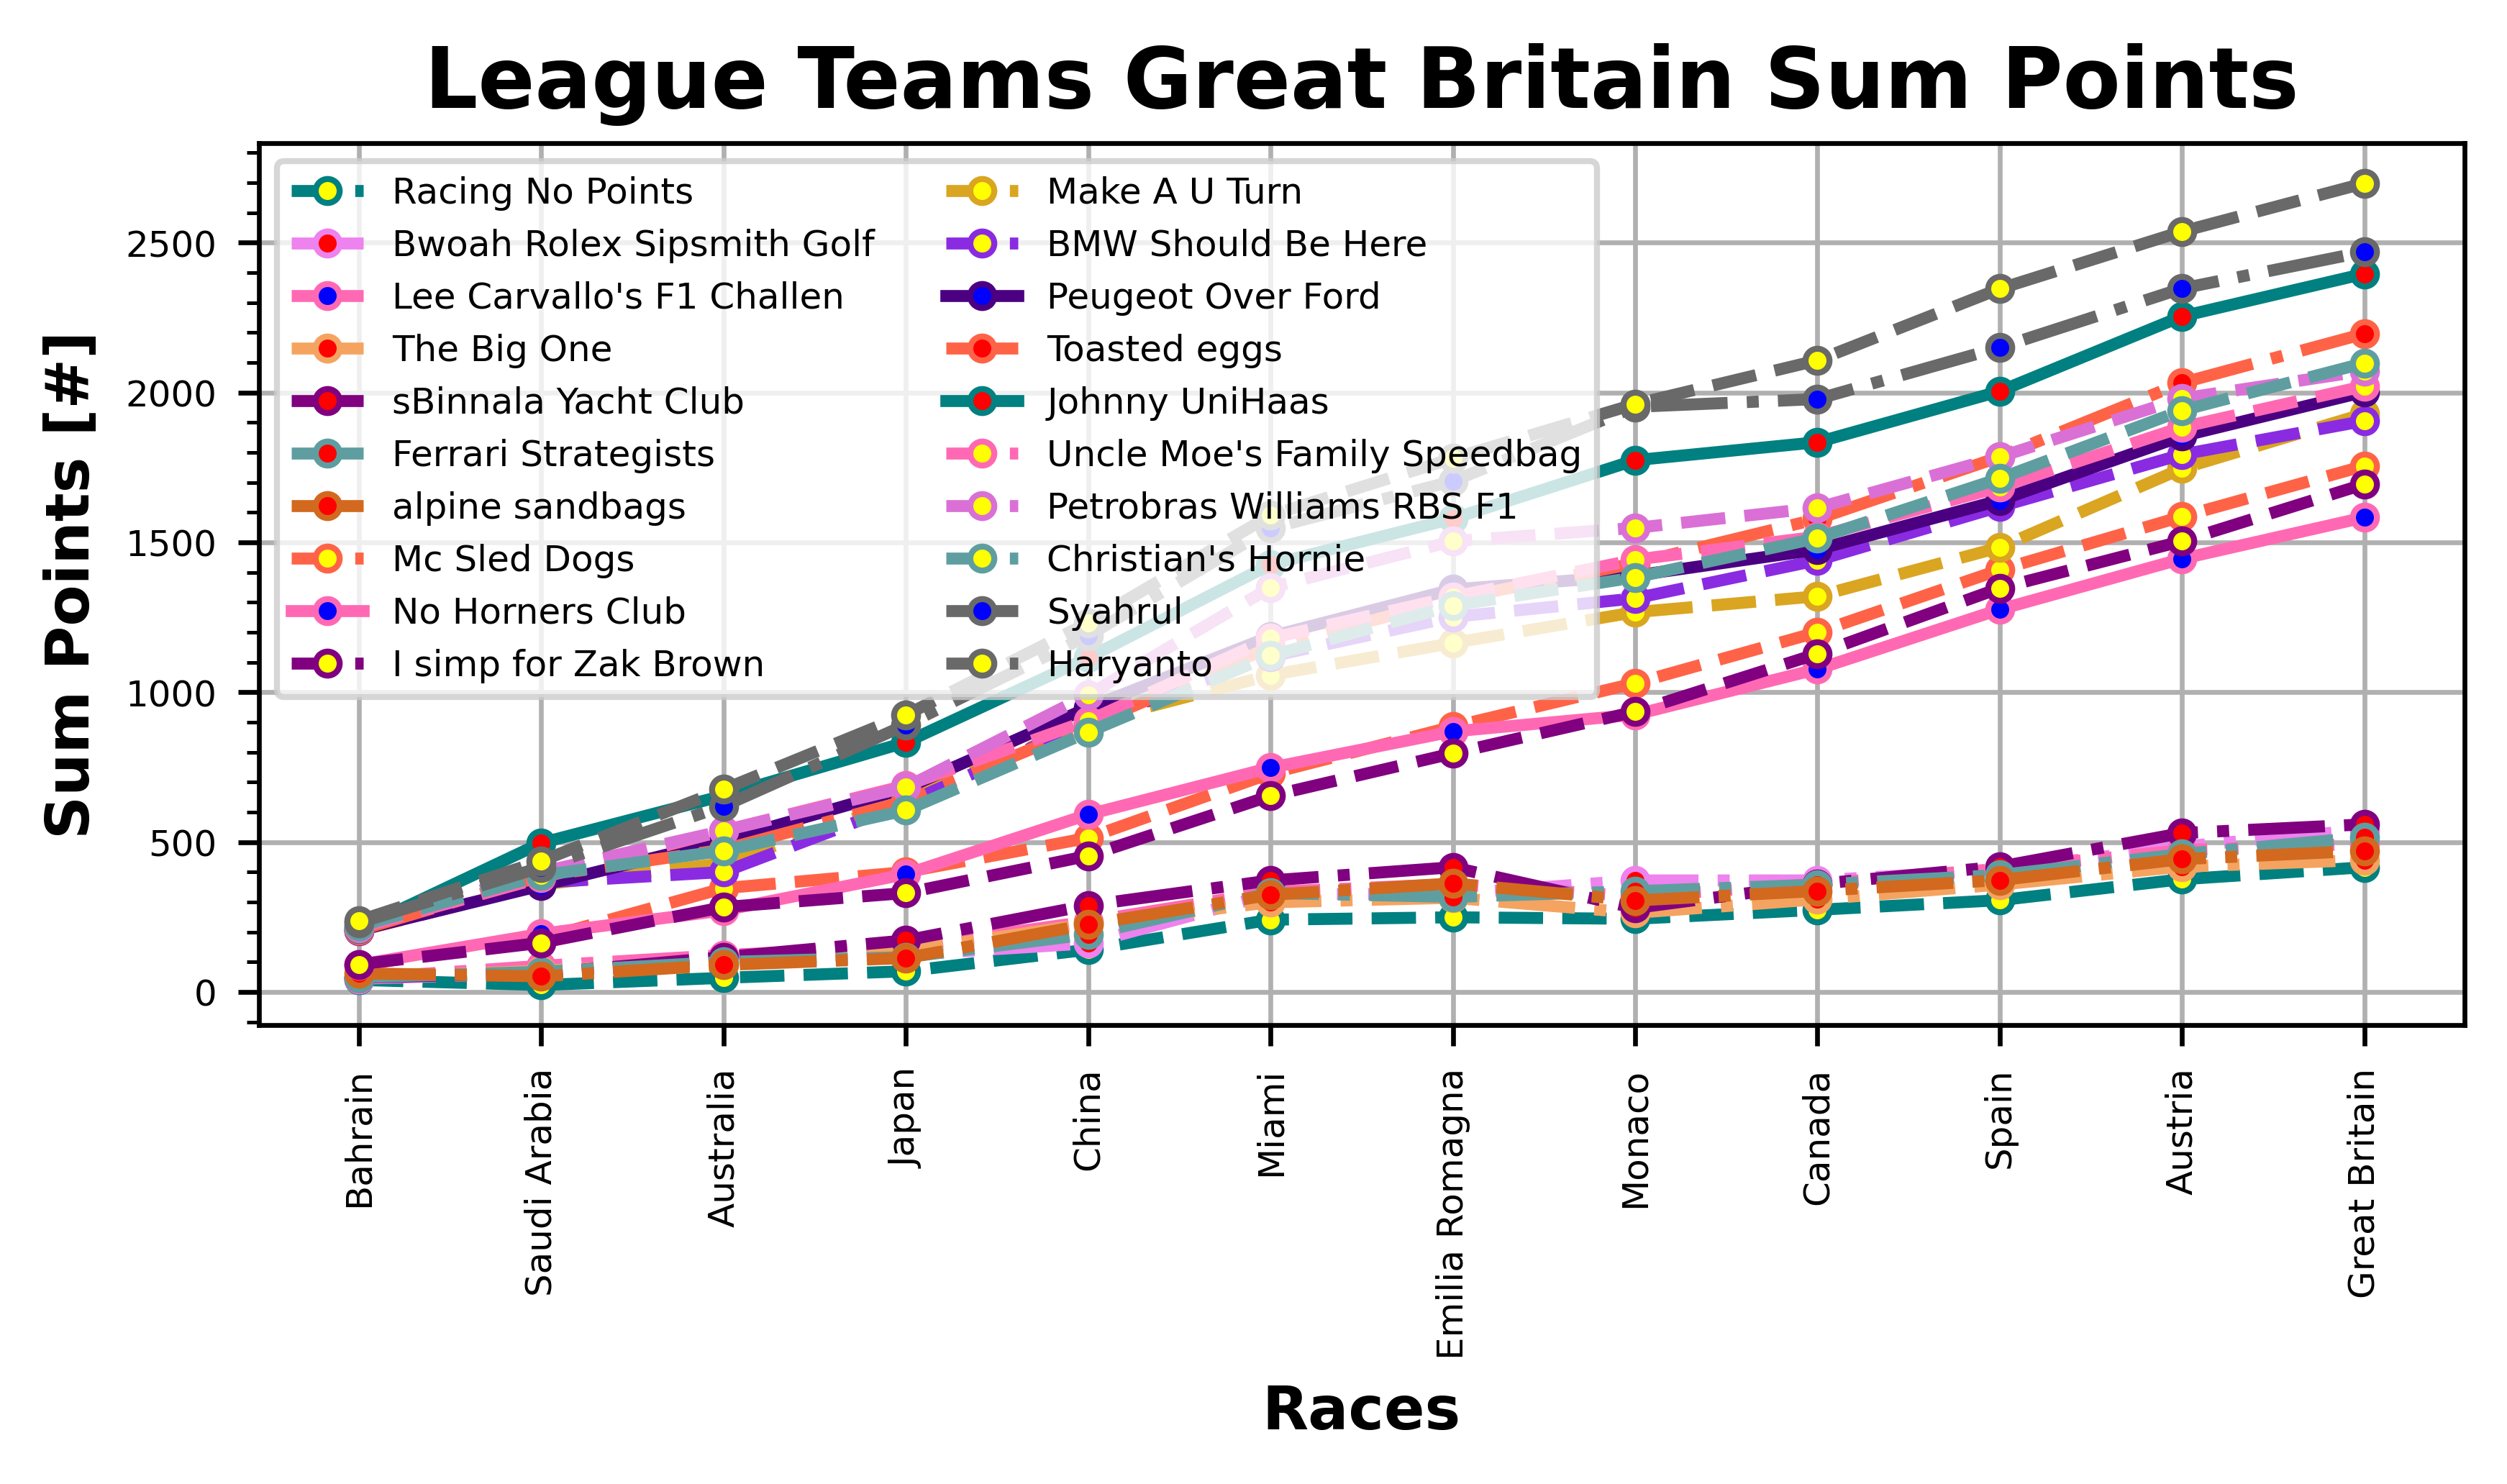 League Teams Great Britain Sum Points
Sum Points [#]
2500
2000
1500
1000
500
0
Racing No Points
Bwoah Rolex Sipsmith Golf
Lee Carvallo's F1 Challen
The Big One
sBinnala Yacht Club
Ferrari Strategists
alpine sandbags
Mc Sled Dogs
No Horners Club
I simp for Zak Brown
Make A U Turn
BMW Should Be Here
Peugeot Over Ford
Toasted eggs
Johnny UniHaas
Uncle Moe's Family Speedbag
Petrobras Williams RBS F1
Christian's Hornie
Syahrul
Haryanto
Bahrain
Saudi Arabia
Australia
Japan
China
Miami
Emilia Romagna
Monaco
Canada
Spain
Austria
Great Britain
Races